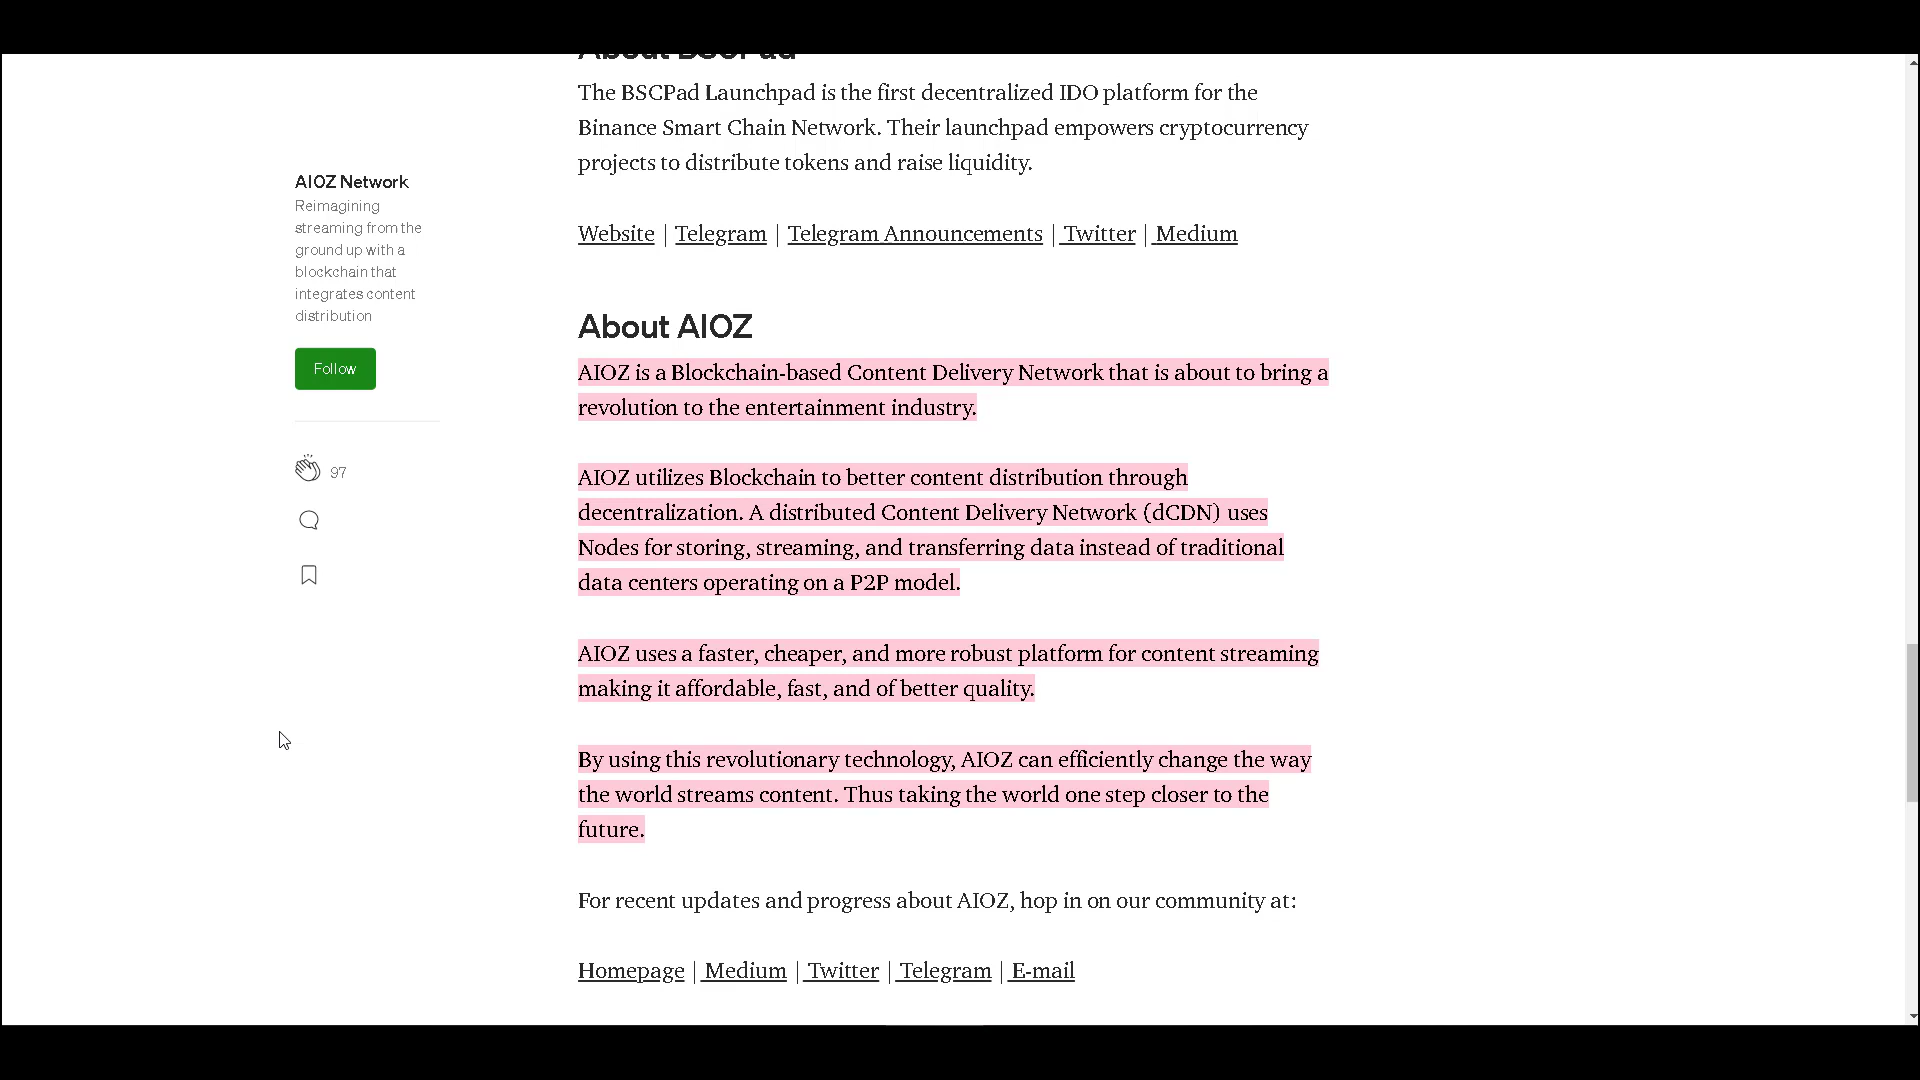 About BSCPad
The BSCPad Launchpad is the first decentralized IDO platform for the
Binance Smart Chain Network. Their launchpad empowers cryptocurrency
projects to distribute tokens and raise liquidity.
Website | Telegram | Telegram Announcements | Twitter | Medium
AIOZ Network
Reimagining
streaming from the
ground up with a
blockchain that
integrates content
distribution
Follow
97
About AIOZ
AIOZ is a Blockchain-based Content Delivery Network that is about to bring a
revolution to the entertainment industry.
AIOZ utilizes Blockchain to better content distribution through
decentralization. A distributed Content Delivery Network (dCDN) uses
Nodes for storing, streaming, and transferring data instead of traditional
data centers operating on a P2P model.
AIOZ uses a faster, cheaper, and more robust platform for content streaming
making it affordable, fast, and of better quality.
By using this revolutionary technology, AIOZ can efficiently change the way
the world streams content. Thus taking the world one step closer to the
future.
For recent updates and progress about AIOZ, hop in on our community at:
Homepage | Medium | Twitter | Telegram | E-mail